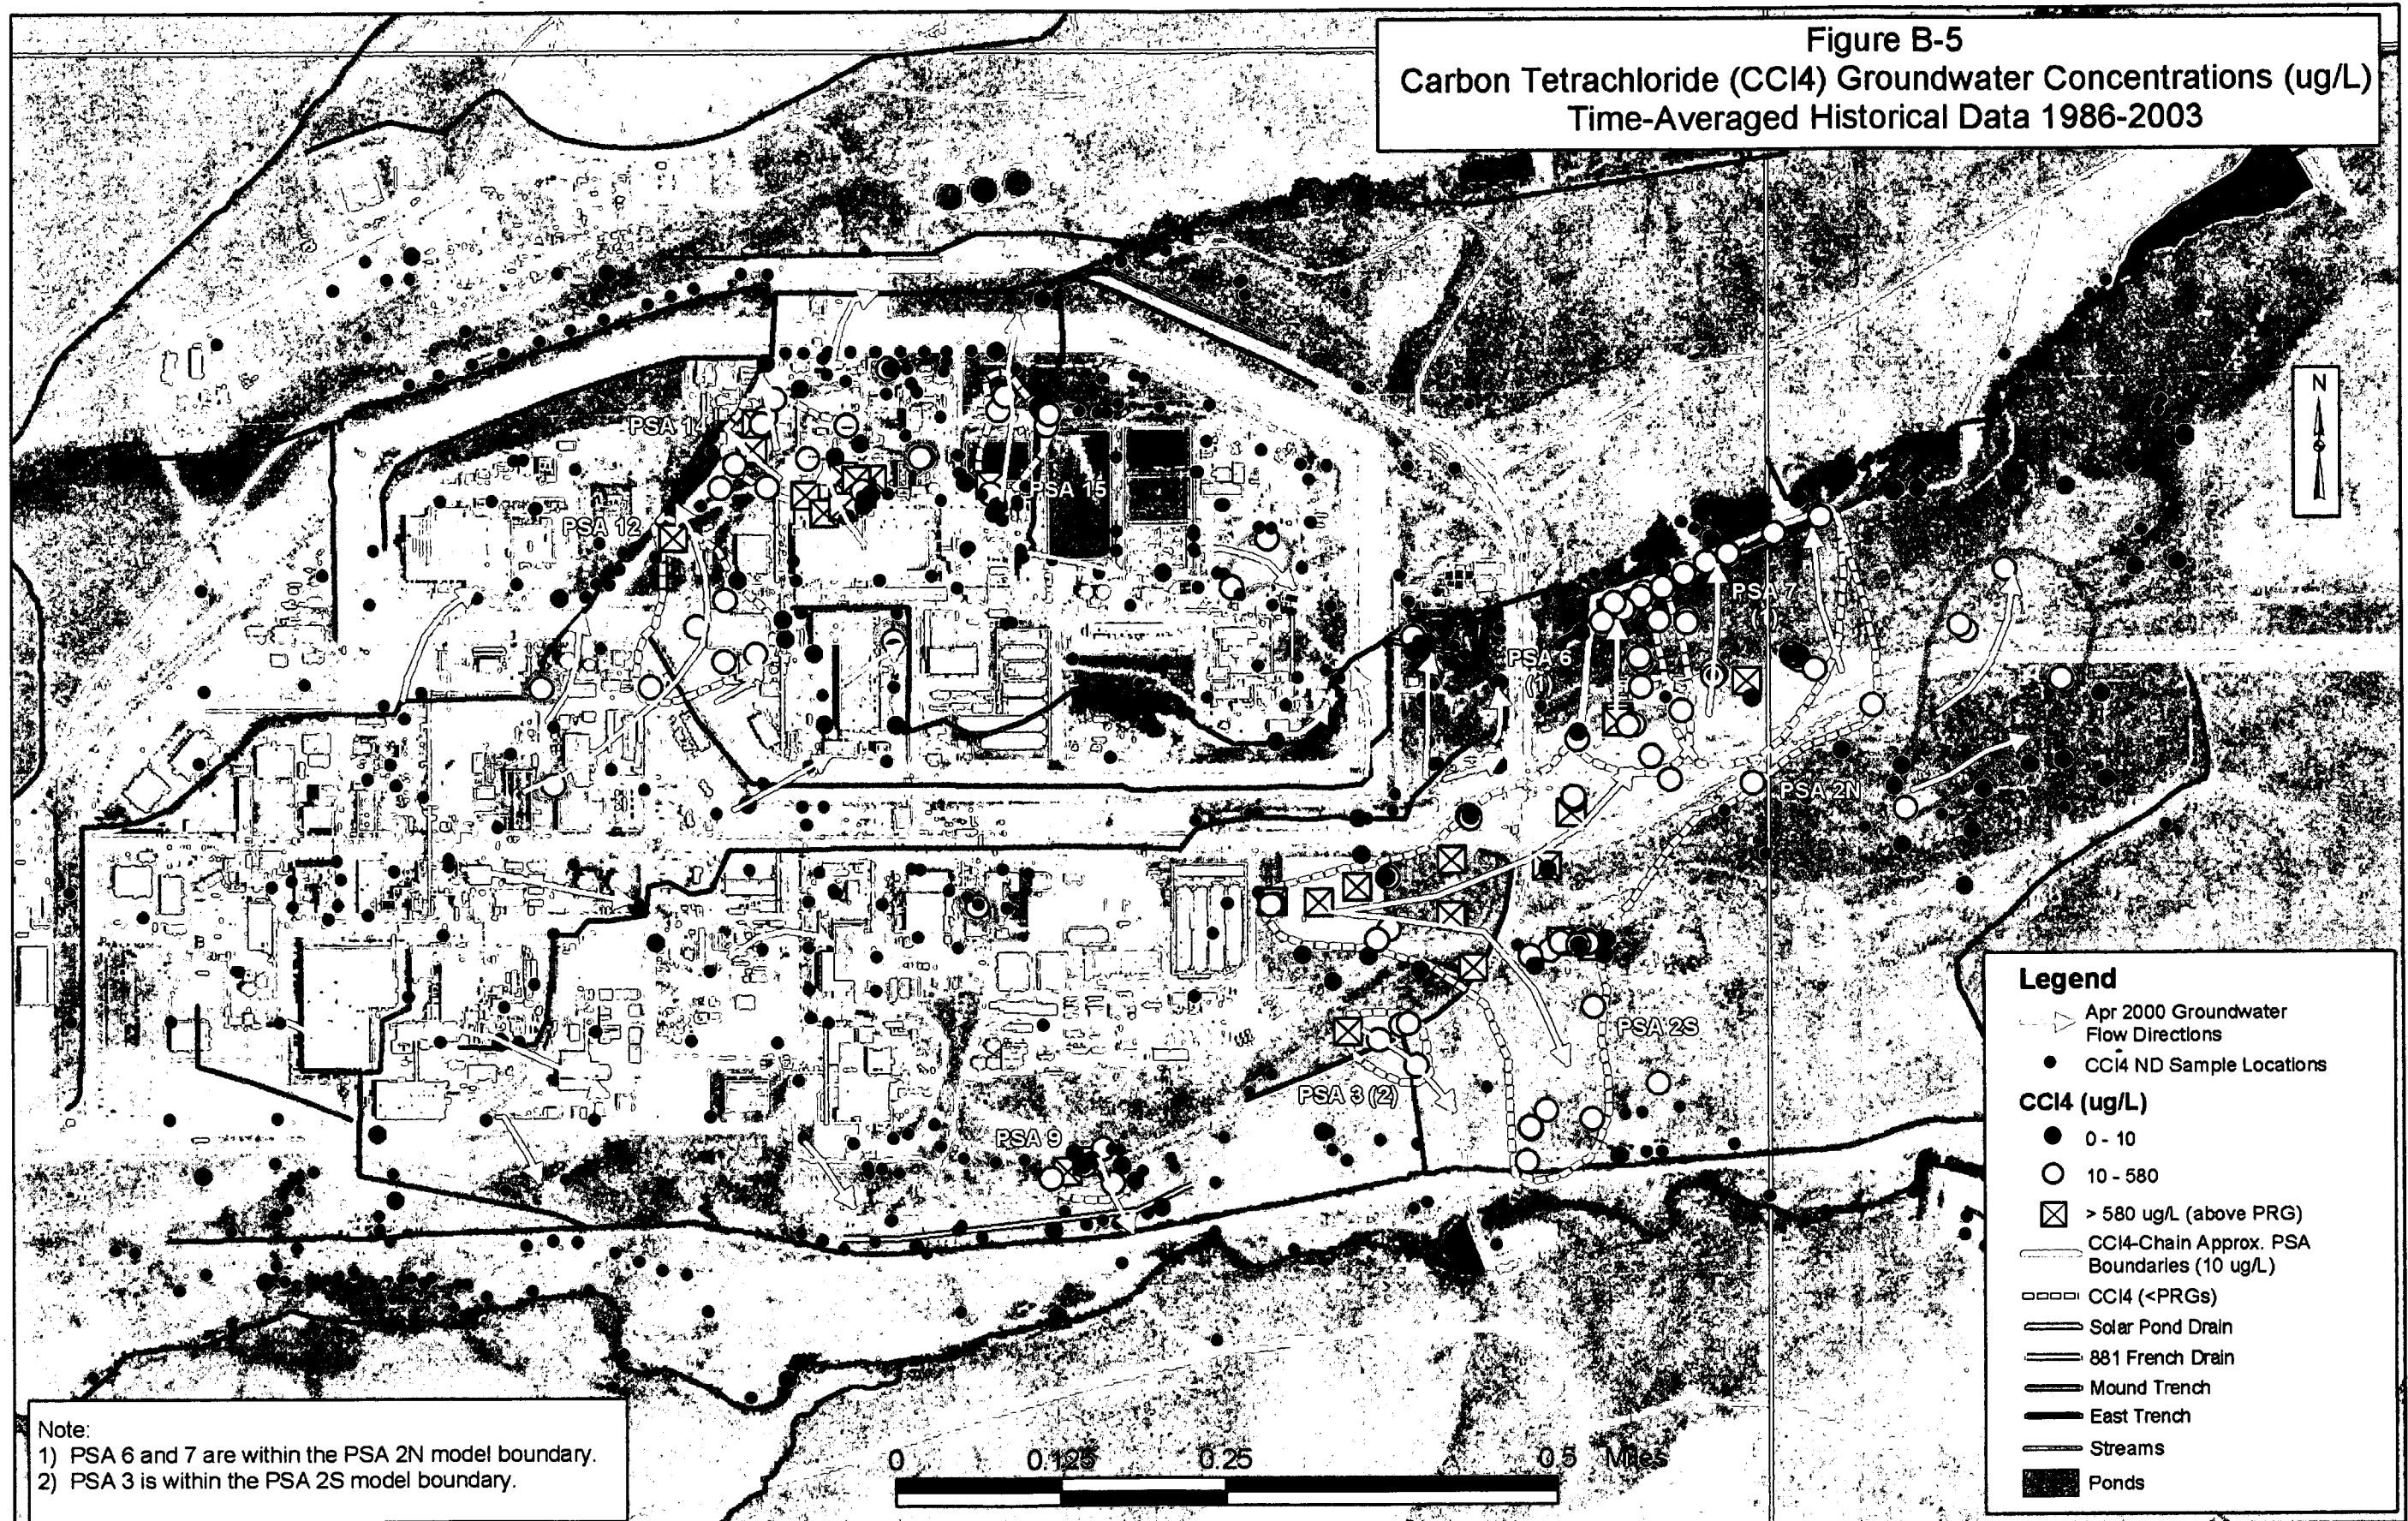 Figure B-5
Carbon Tetrachloride (CCl4) Groundwater Concentrations (ug/L)
Time-Averaged Historical Data 1986-2003
N
PSA 14
PSA 15
PSA 12
PSA 7
(1)
PSA 6
(1)
PSA 2N
PSA 2S
PSA 3 (2)
PSA 9
Legend
Apr 2000 Groundwater
Flow Directions
CCl4 ND Sample Locations
CCl4 (ug/L)
0 - 10
10 - 580
> 580 ug/L (above PRG)
CCl4-Chain Approx. PSA
Boundaries (10 ug/L)
CCl4 (<PRGs)
Solar Pond Drain
881 French Drain
Mound Trench
East Trench
Streams
Ponds
Note:
1) PSA 6 and 7 are within the PSA 2N model boundary.
2) PSA 3 is within the PSA 2S model boundary.
0 0.125 0.25 0.5 Miles